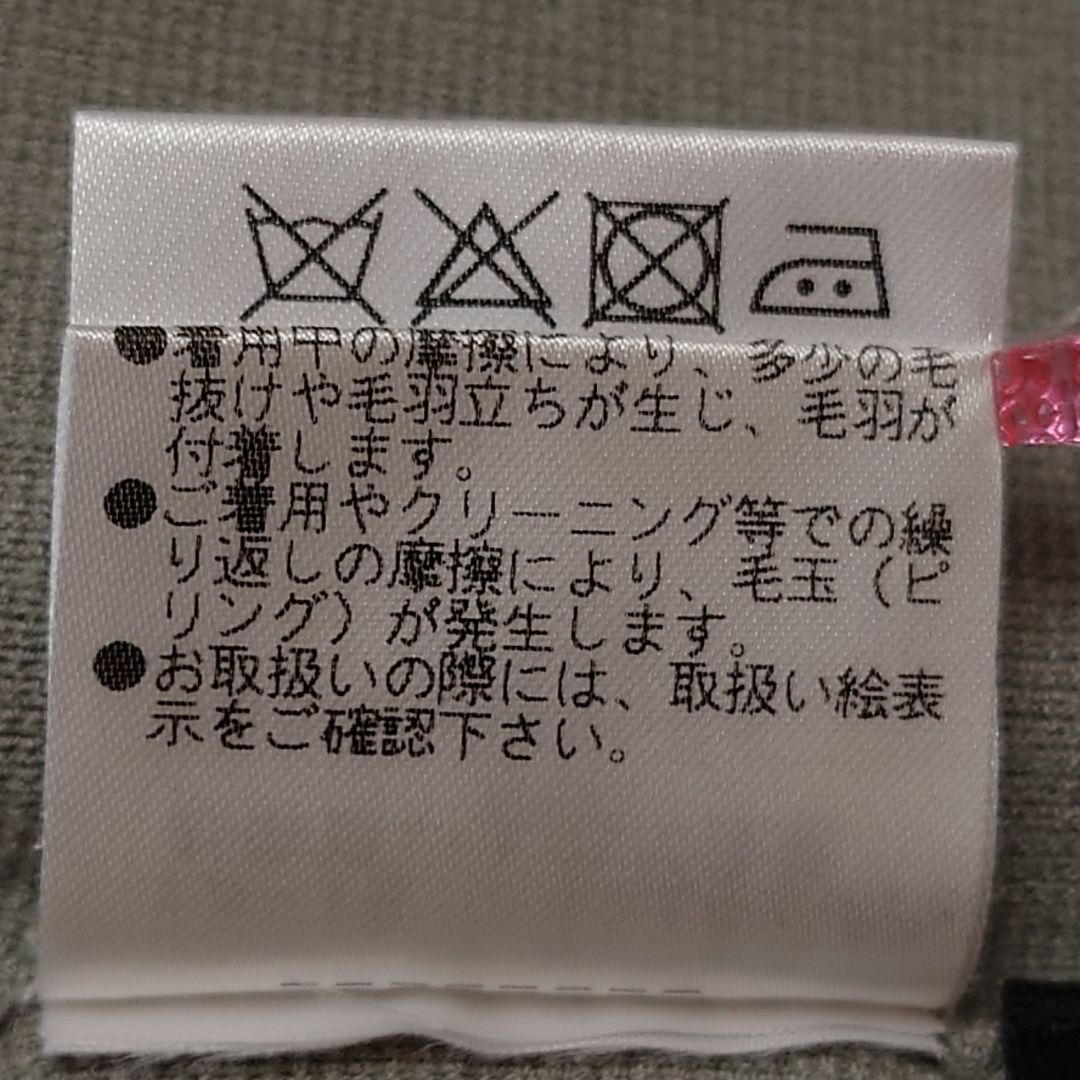 ●着用中の摩擦により、多少の毛
抜けや毛羽立ちが生じ、毛羽が
付着します。
●ご着用やクリーニング等での繰
り返しの摩擦により、毛玉（ピ
リング）が発生します。
●お取扱いの際には、取扱い絵表
示をご確認下さい。